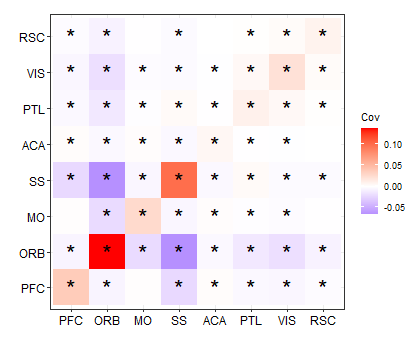 RSC * * * * * *
Cov
VIS * * * * * * * *
PTL * * * * * * * *
0.10
ACA * * * * * * *
0.05
SS * * * * * * * *
0.00
MO * * * * * *
-0.05
ORB * * * * * * * *
PFC * * * * * * *
PFC ORB MO SS ACA PTL VIS RSC